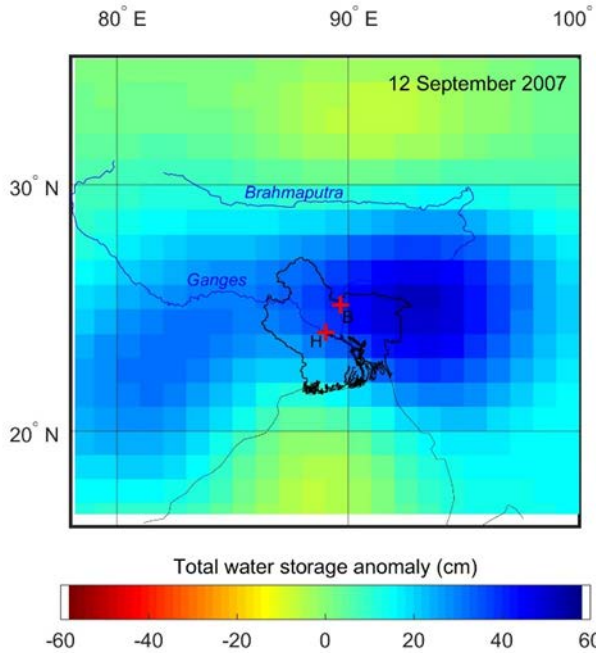 80° E 90° E 100°
12 September 2007
30° N
Brahmaputra
Ganges
B
H
20° N
Total water storage anomaly (cm)
-60 -40 -20 0 20 40 60